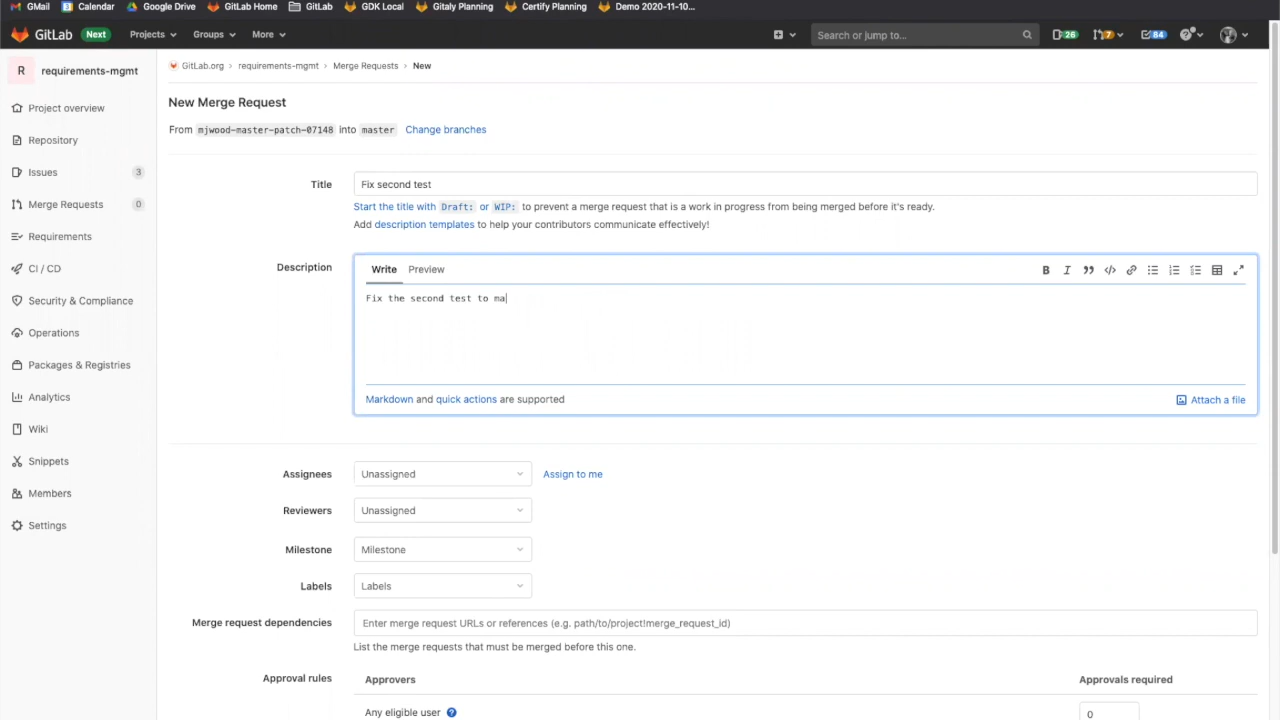 GMail Calendar Google Drive GitLab Home GitLab GDK Local Gitaly Planning Certify Planning Demo 2020-11-10...
GitLab Next Projects Groups More Search or jump to... 26 7 84
R requirements-mgmt
GitLab.org › requirements-mgmt › Merge Requests › New
New Merge Request
From mjwood-master-patch-07148 into master Change branches
Project overview
Repository
Issues 3
Merge Requests 0
Requirements
CI / CD
Security & Compliance
Operations
Packages & Registries
Analytics
Wiki
Snippets
Members
Settings
Title Fix second test
Start the title with Draft: or WIP: to prevent a merge request that is a work in progress from being merged before it's ready.
Add description templates to help your contributors communicate effectively!
Description Write Preview
Fix the second test to ma
Markdown and quick actions are supported Attach a file
Assignees Unassigned Assign to me
Reviewers Unassigned
Milestone Milestone
Labels Labels
Merge request dependencies Enter merge request URLs or references (e.g. path/to/project!merge_request_id)
List the merge requests that must be merged before this one.
Approval rules Approvers Approvals required
Any eligible user ? 0